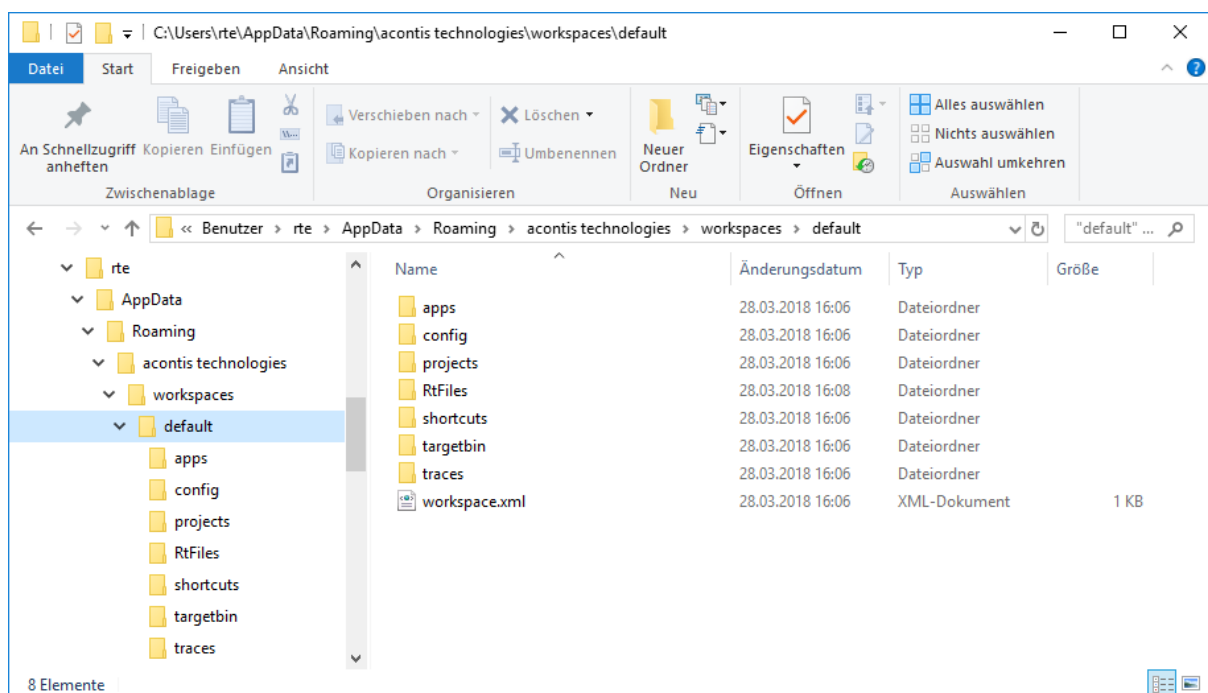 C:\Users\rte\AppData\Roaming\acontis technologies\workspaces\default
Datei Start Freigeben Ansicht
An Schnellzugriff anheften
Kopieren
Einfügen
Zwischenablage
Verschieben nach
Kopieren nach
Löschen
Umbenennen
Organisieren
Neuer Ordner
Neu
Eigenschaften
Öffnen
Alles auswählen
Nichts auswählen
Auswahl umkehren
Auswählen
« Benutzer > rte > AppData > Roaming > acontis technologies > workspaces > default
"default" ...
rte
AppData
Roaming
acontis technologies
workspaces
default
apps
config
projects
RtFiles
shortcuts
targetbin
traces
Name Änderungsdatum Typ Größe
apps 28.03.2018 16:06 Dateiordner
config 28.03.2018 16:06 Dateiordner
projects 28.03.2018 16:06 Dateiordner
RtFiles 28.03.2018 16:08 Dateiordner
shortcuts 28.03.2018 16:06 Dateiordner
targetbin 28.03.2018 16:06 Dateiordner
traces 28.03.2018 16:06 Dateiordner
workspace.xml 28.03.2018 16:06 XML-Dokument 1 KB
8 Elemente